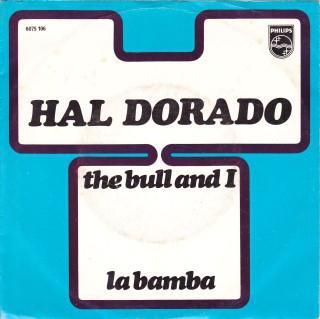 6075 106
PHILIPS
HAL DORADO
the bull and I
la bamba